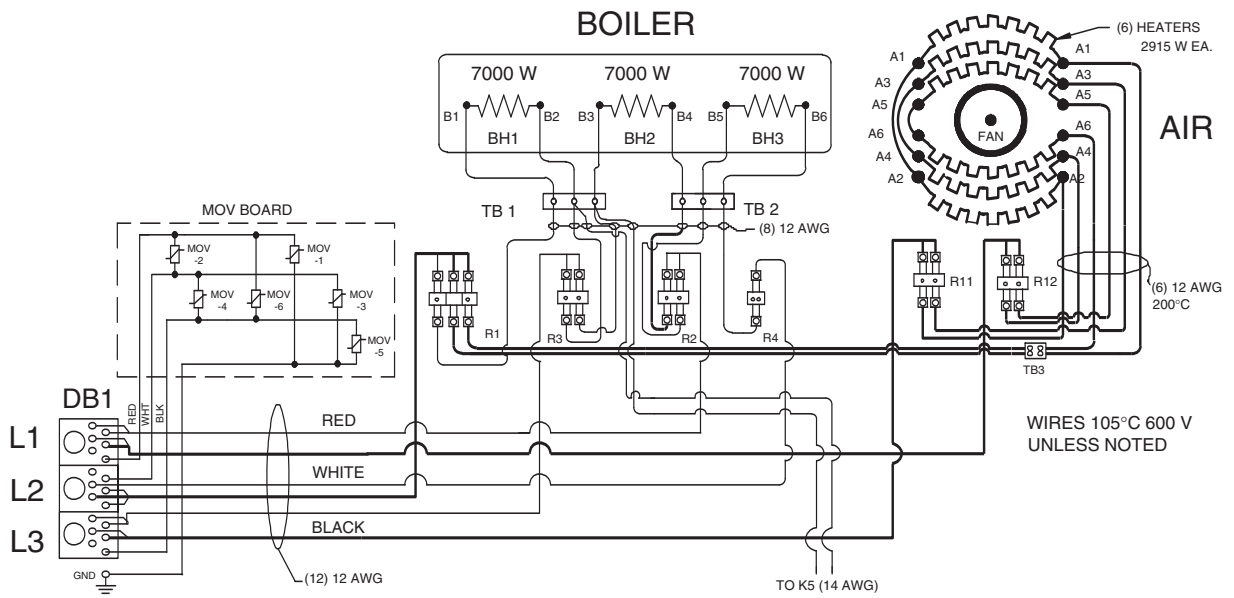 BOILER
(6) HEATERS
2915 W EA.
7000 W
7000 W
7000 W
A1
A1
A3
A3
A5
A5
B1
B2
B3
B4
B5
B6
BH1
BH2
BH3
FAN
AIR
A6
A6
A4
A4
A2
A2
TB 1
TB 2
MOV BOARD
(8) 12 AWG
MOV
-2
MOV
-1
MOV
-4
MOV
-6
MOV
-3
MOV
-5
R11
R12
(6) 12 AWG
200°C
R1
R3
R2
R4
TB3
DB1
RED
WHT
BLK
L1
RED
WIRES 105°C 600 V
UNLESS NOTED
L2
WHITE
L3
BLACK
GND
(12) 12 AWG
TO K5 (14 AWG)